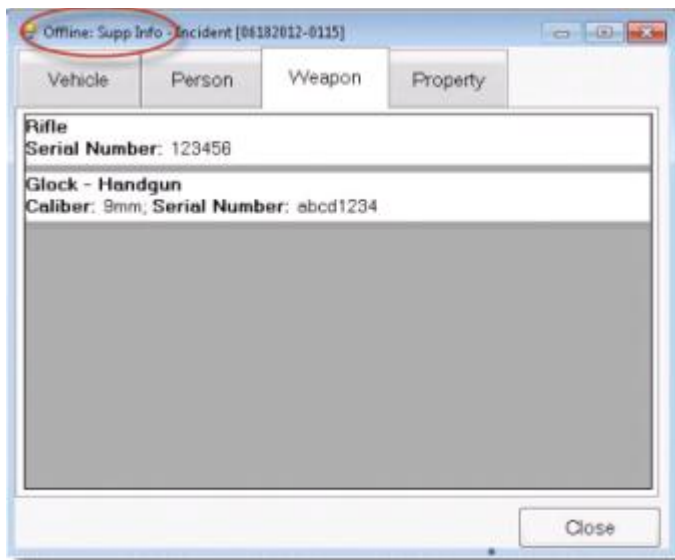 Offline: Supp Info - Incident [06182012-0115]
Vehicle Person Weapon Property
Rifle
Serial Number: 123456
Glock - Handgun
Caliber: 9mm; Serial Number: abcd1234
Close